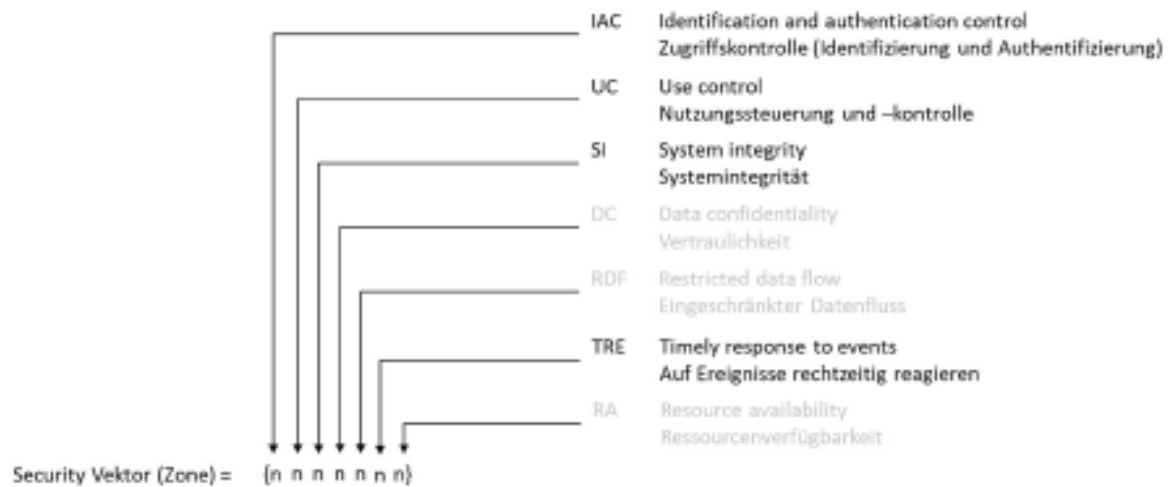 IAC Identification and authentication control
Zugriffskontrolle (Identifizierung und Authentifizierung)
UC Use control
Nutzungssteuerung und –kontrolle
SI System integrity
Systemintegrität
DC Data confidentiality
Vertraulichkeit
RDF Restricted data flow
Eingeschränkter Datenfluss
TRE Timely response to events
Auf Ereignisse rechtzeitig reagieren
RA Resource availability
Ressourcenverfügbarkeit
Security Vektor (Zone) = {n n n n n n n}